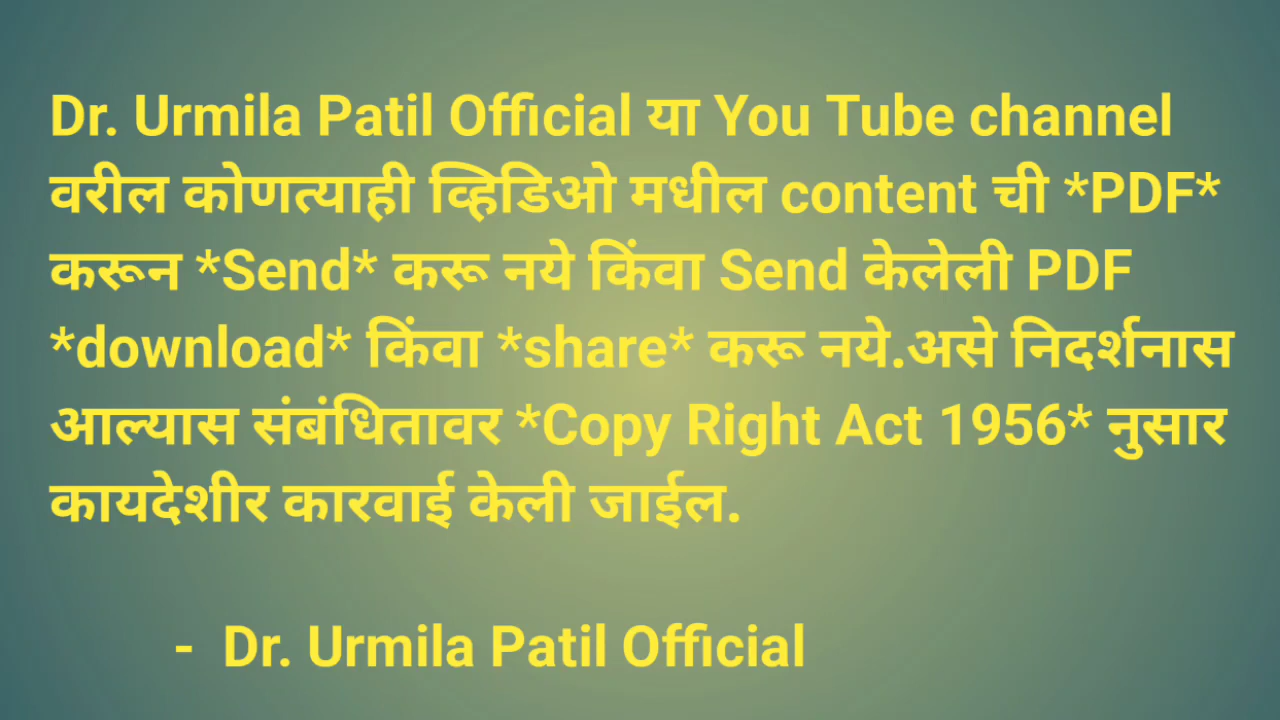 Dr. Urmila Patil Official या You Tube channel
वरील कोणत्याही व्हिडिओ मधील content ची *PDF*
करून *Send* करू नये किंवा Send केलेली PDF
*download* किंवा *share* करू नये.असे निदर्शनास
आल्यास संबंधितावर *Copy Right Act 1956* नुसार
कायदेशीर कारवाई केली जाईल.
- Dr. Urmila Patil Official